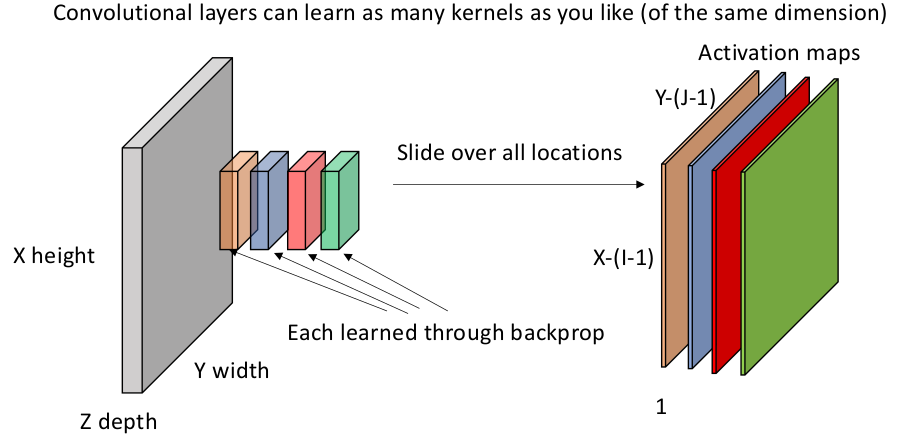 Convolutional layers can learn as many kernels as you like (of the same dimension)
Activation maps
Y-(J-1)
Slide over all locations
X height
X-(I-1)
Each learned through backprop
Y width
1
Z depth